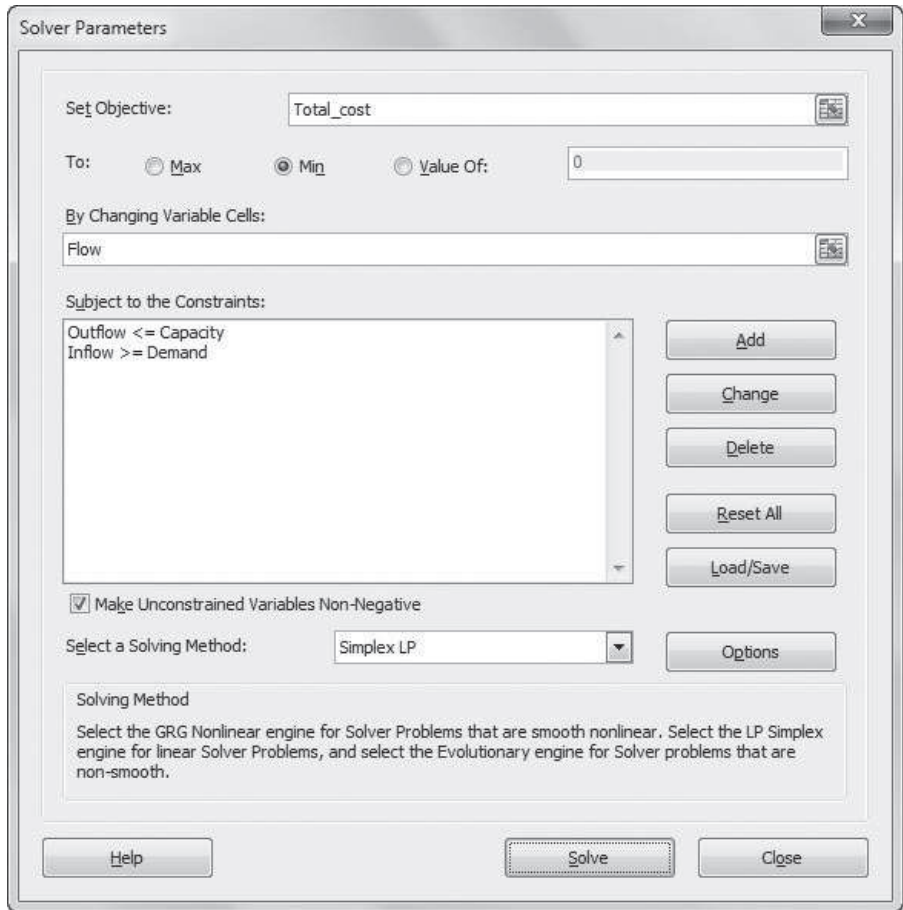 Solver Parameters
Set Objective:
Total_cost
To:
Max
Min
Value Of:
0
By Changing Variable Cells:
Flow
Subject to the Constraints:
Outflow <= Capacity
Inflow >= Demand
Add
Change
Delete
Reset All
Load/Save
Make Unconstrained Variables Non-Negative
Select a Solving Method:
Simplex LP
Options
Solving Method
Select the GRG Nonlinear engine for Solver Problems that are smooth nonlinear. Select the LP Simplex
engine for linear Solver Problems, and select the Evolutionary engine for Solver problems that are
non-smooth.
Help
Solve
Close